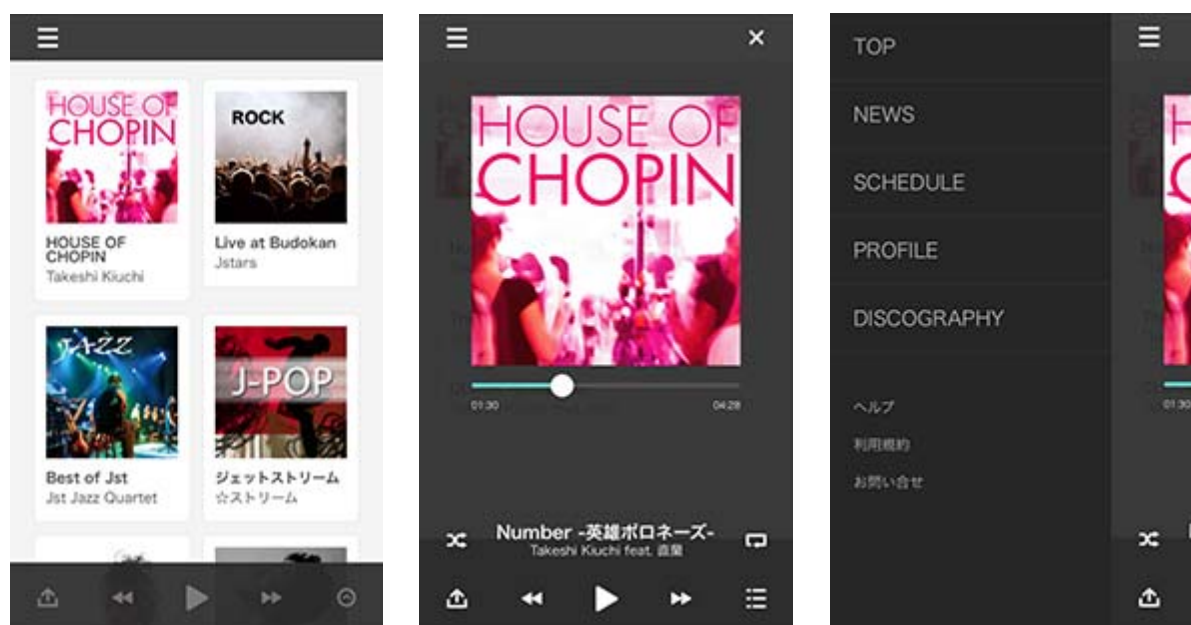 HOUSE OF
CHOPIN
HOUSE OF
CHOPIN
Takeshi Kiuchi
ROCK
Live at Budokan
Jstars
JAZZ
Best of Jst
Jst Jazz Quartet
J-POP
ジェットストリーム
☆ストリーム
HOUSE OF
CHOPIN
01:30
04:28
Number -英雄ポロネーズ-
Takeshi Kiuchi feat. 直蘭
TOP
NEWS
SCHEDULE
PROFILE
DISCOGRAPHY
ヘルプ
利用規約
お問い合せ
01:30